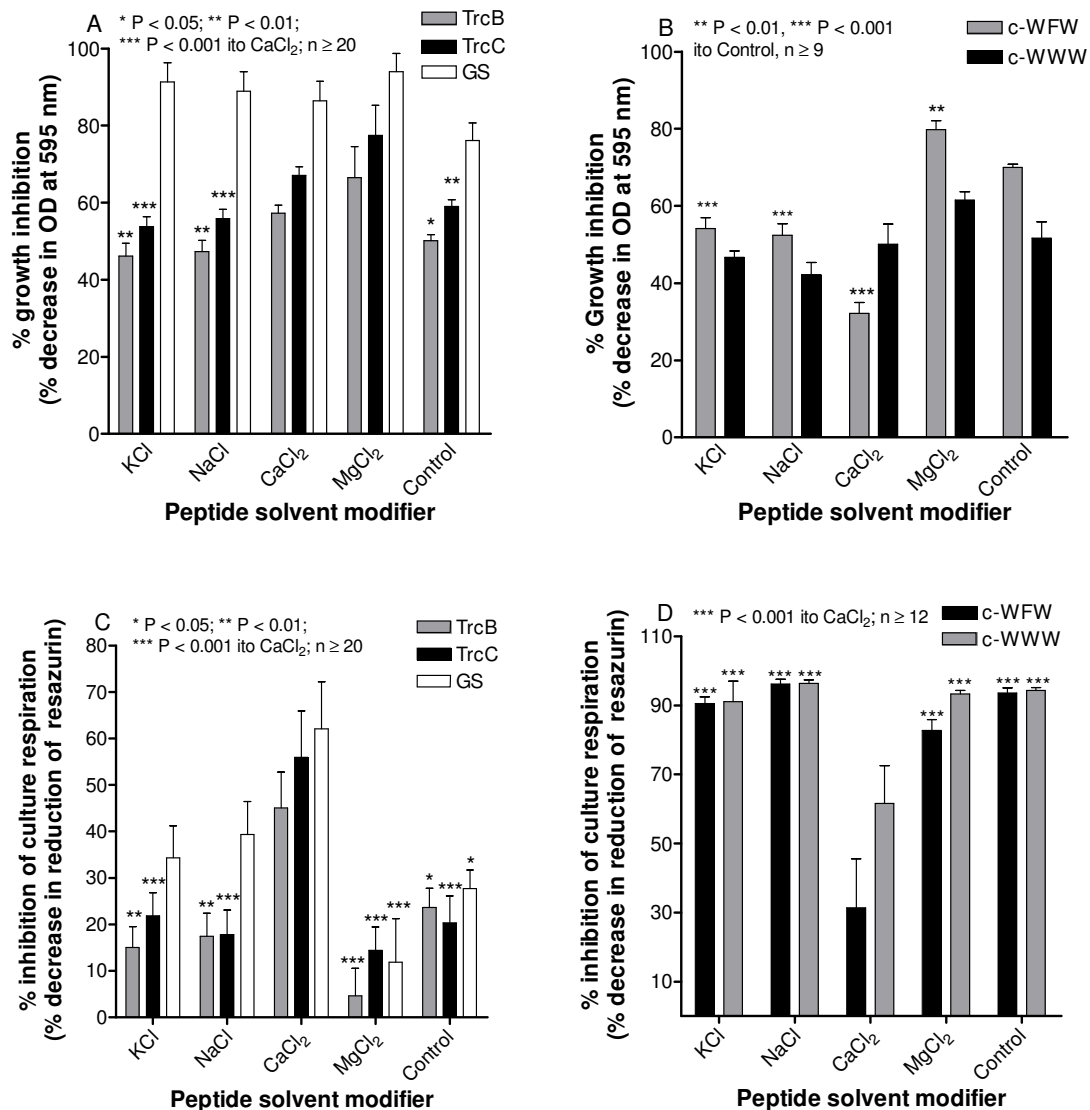 A
* P < 0.05; ** P < 0.01;
*** P < 0.001 ito CaCl₂; n ≥ 20
TrcB
TrcC
GS
% growth inhibition
(% decrease in OD at 595 nm)
100
80
60
40
20
0
** *** ** *** * **
KCl NaCl CaCl₂ MgCl₂ Control
Peptide solvent modifier
B
** P < 0.01, *** P < 0.001
ito Control, n ≥ 9
c-WFW
c-WWW
% Growth inhibition
(% decrease in OD at 595 nm)
100
80
60
40
20
0
*** *** *** **
KCl NaCl CaCl₂ MgCl₂ Control
Peptide solvent modifier
C
* P < 0.05; ** P < 0.01;
*** P < 0.001 ito CaCl₂; n ≥ 20
TrcB
TrcC
GS
% inhibition of culture respiration
(% decrease in reduction of resazurin)
80
70
60
50
40
30
20
10
0
** *** ** *** *** *** *** * *** *
KCl NaCl CaCl₂ MgCl₂ Control
Peptide solvent modifier
D
*** P < 0.001 ito CaCl₂; n ≥ 12
c-WFW
c-WWW
% inhibition of culture respiration
(% decrease in reduction of resazurin)
110
90
70
50
30
10
*** *** *** *** *** *** *** ***
KCl NaCl CaCl₂ MgCl₂ Control
Peptide solvent modifier